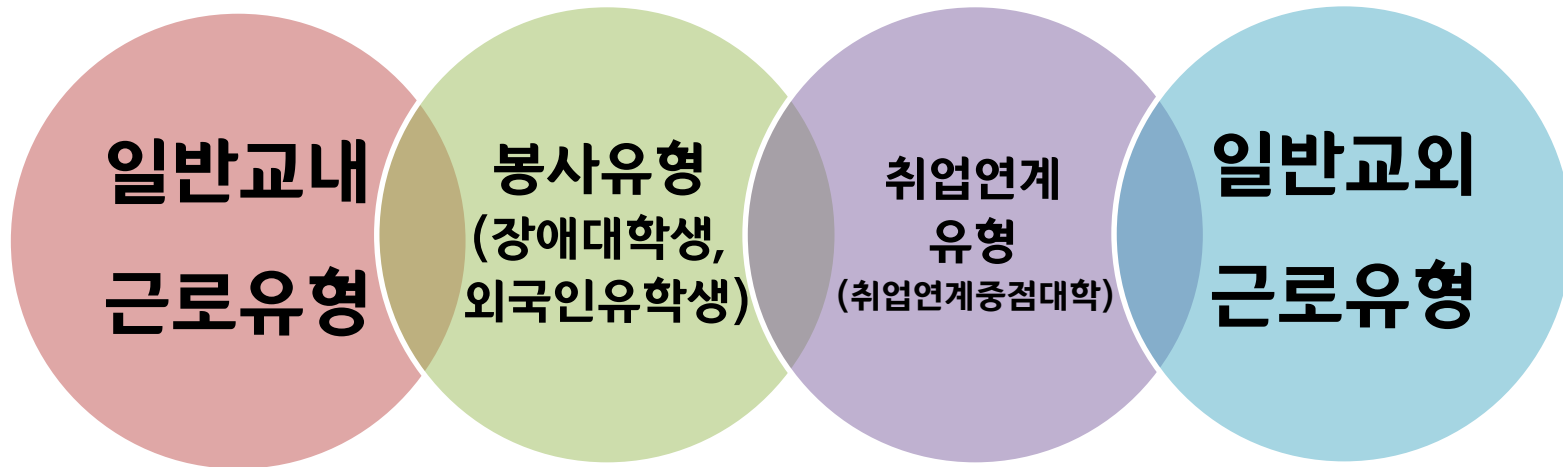 일반교내
근로유형
봉사유형
(장애대학생,
외국인유학생)
취업연계
유형
(취업연계중점대학)
일반교외
근로유형